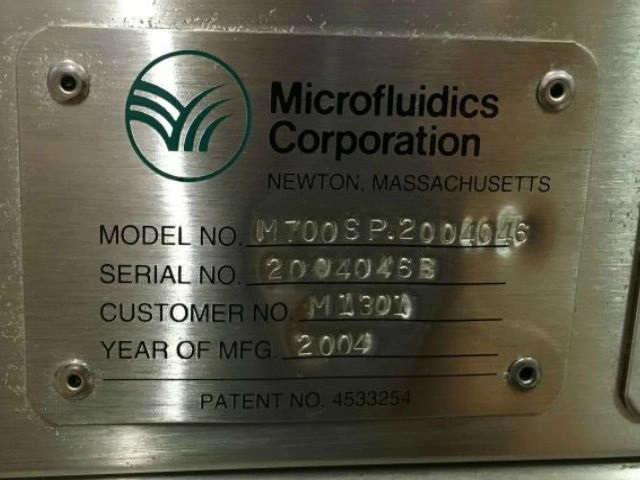 Microfluidics
Corporation
NEWTON, MASSACHUSETTS
MODEL NO. M700SP.2004046
SERIAL NO. 2004046B
CUSTOMER NO. M1301
YEAR OF MFG. 2004
PATENT NO. 4533254